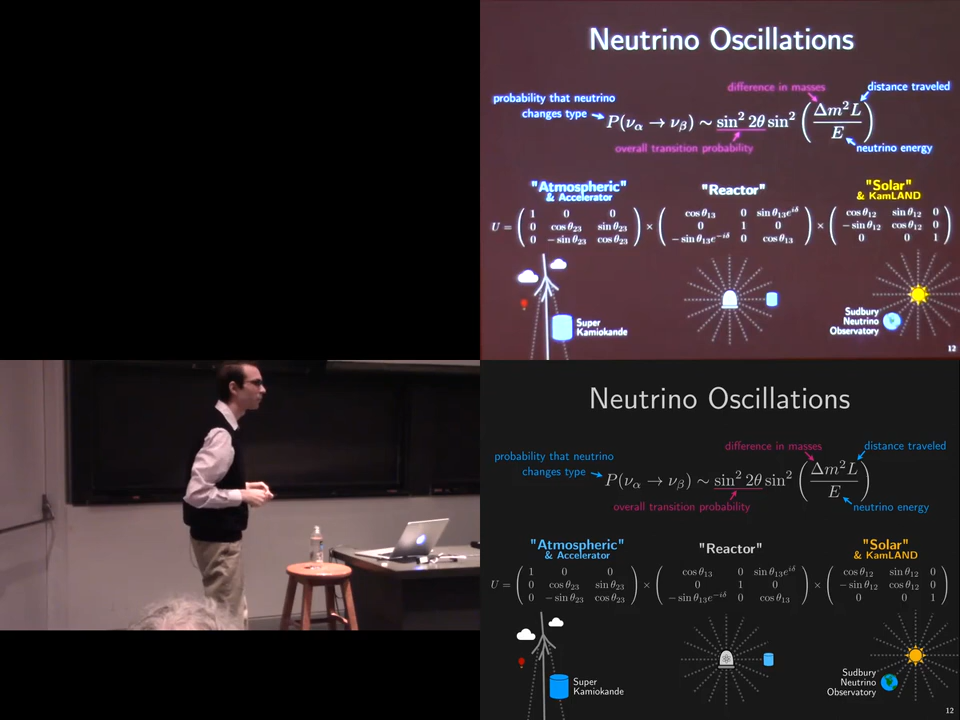 Neutrino Oscillations
difference in masses
distance traveled
probability that neutrino
changes type
P(ν_α → ν_β) ∼ sin² 2θ sin² (Δm²L / E)
overall transition probability
neutrino energy
"Atmospheric"
& Accelerator
"Reactor"
"Solar"
& KamLAND
1 0 0 cos θ₁₃ 0 sin θ₁₃e^{iδ} cos θ₁₂ sin θ₁₂ 0
U = 0 cos θ₂₃ sin θ₂₃ × 0 1 0 × − sin θ₁₂ cos θ₁₂ 0
0 − sin θ₂₃ cos θ₂₃ − sin θ₁₃e^{−iδ} 0 cos θ₁₃ 0 0 1
Super
Kamiokande
Sudbury
Neutrino
Observatory
12
Neutrino Oscillations
difference in masses
distance traveled
probability that neutrino
changes type
P(ν_α → ν_β) ∼ sin² 2θ sin² (Δm²L / E)
overall transition probability
neutrino energy
"Atmospheric"
& Accelerator
"Reactor"
"Solar"
& KamLAND
1 0 0 cos θ₁₃ 0 sin θ₁₃e^{iδ} cos θ₁₂ sin θ₁₂ 0
U = 0 cos θ₂₃ sin θ₂₃ × 0 1 0 × − sin θ₁₂ cos θ₁₂ 0
0 − sin θ₂₃ cos θ₂₃ − sin θ₁₃e^{−iδ} 0 cos θ₁₃ 0 0 1
Super
Kamiokande
Sudbury
Neutrino
Observatory
12